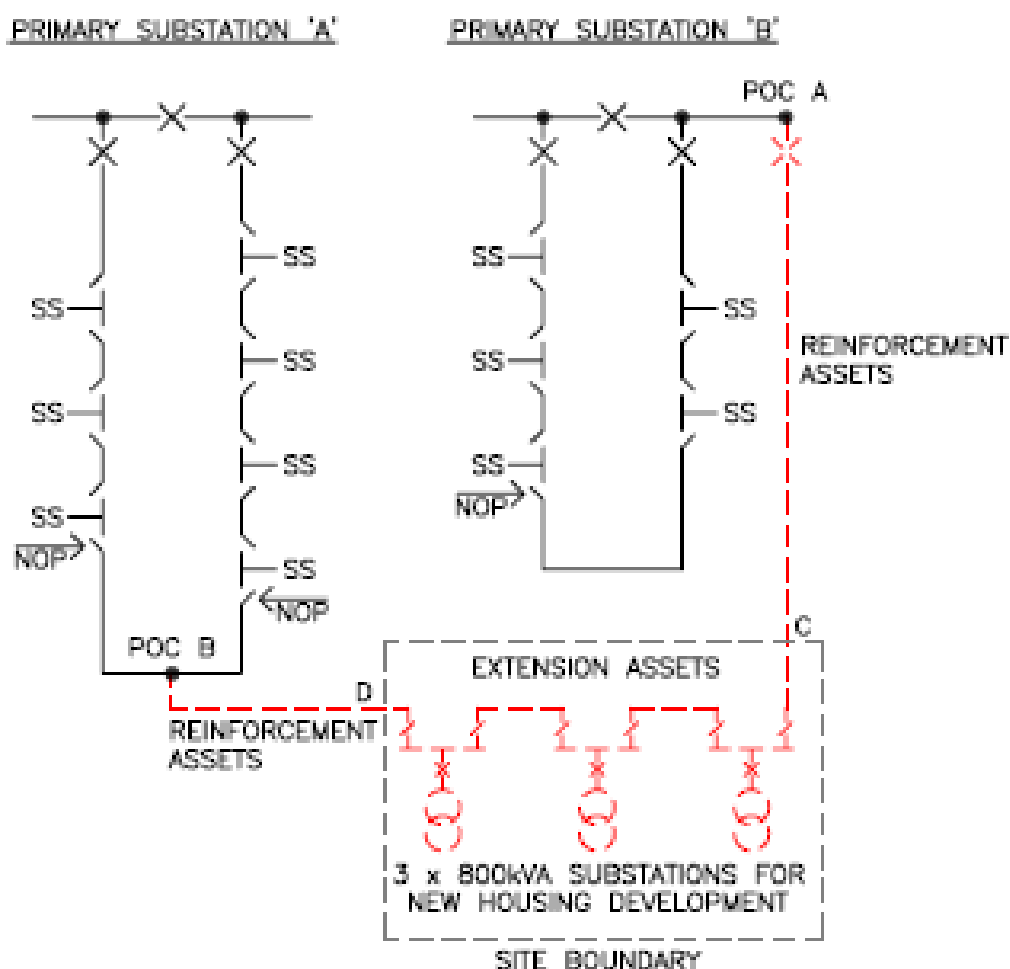 PRIMARY SUBSTATION 'A'
PRIMARY SUBSTATION 'B'
POC A
SS
SS
SS
SS
SS
SS
SS
REINFORCEMENT
ASSETS
SS
SS
SS
SS
SS
NOP
NOP
SS
NOP
POC B
C
EXTENSION ASSETS
D
REINFORCEMENT
ASSETS
3 x 800kVA SUBSTATIONS FOR
NEW HOUSING DEVELOPMENT
SITE BOUNDARY